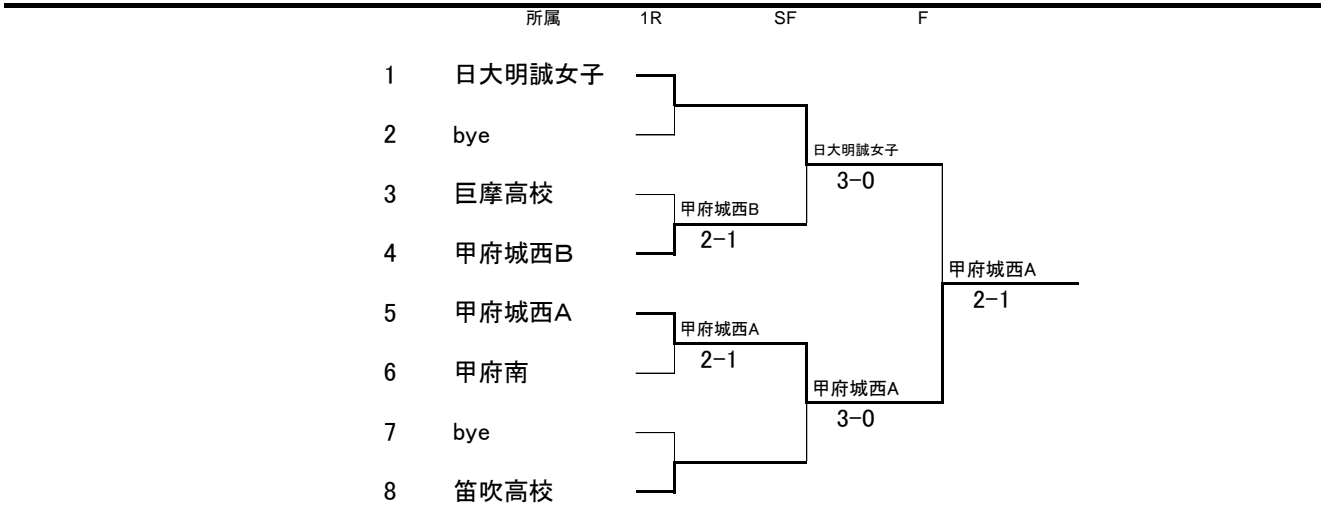 所属 1R SF F
1 日大明誠女子
2 bye
日大明誠女子
3-0
3 巨摩高校
甲府城西B
2-1
4 甲府城西B
甲府城西A
2-1
5 甲府城西A
甲府城西A
2-1
6 甲府南
甲府城西A
3-0
7 bye
8 笛吹高校